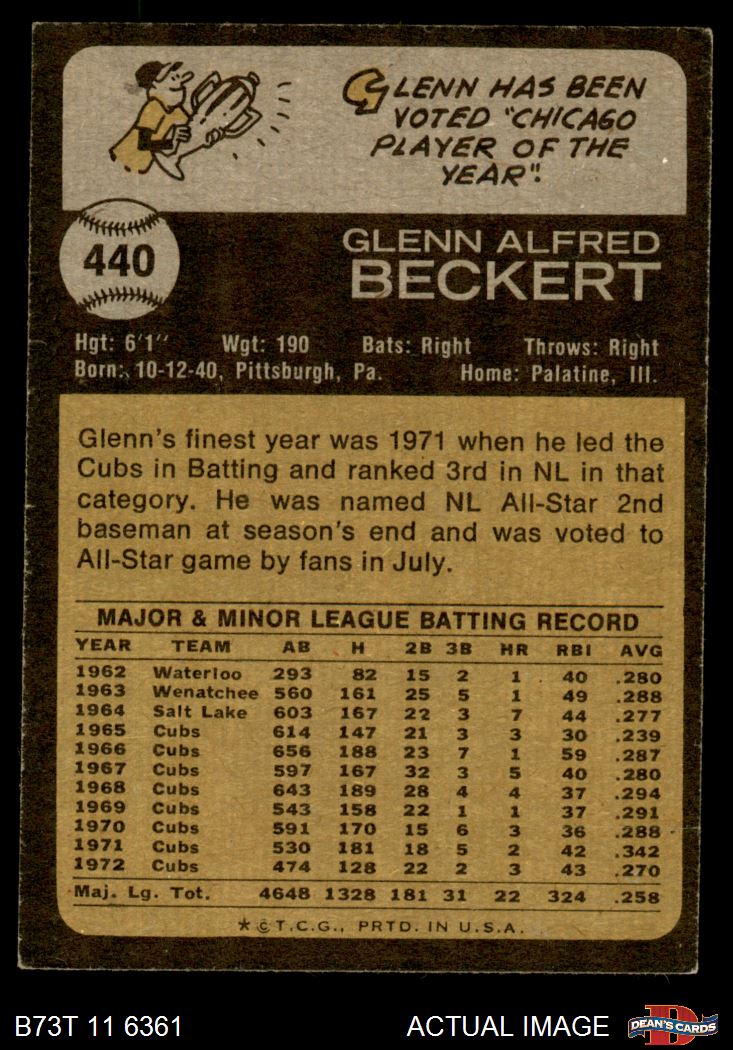 GLENN HAS BEEN
VOTED "CHICAGO
PLAYER OF THE
YEAR".
440
GLENN ALFRED
BECKERT
Hgt: 6'1" Wgt: 190 Bats: Right Throws: Right
Born: 10-12-40, Pittsburgh, Pa. Home: Palatine, Ill.
Glenn's finest year was 1971 when he led the
Cubs in Batting and ranked 3rd in NL in that
category. He was named NL All-Star 2nd
baseman at season's end and was voted to
All-Star game by fans in July.
MAJOR & MINOR LEAGUE BATTING RECORD
YEAR TEAM AB H 2B 3B HR RBI AVG
1962 Waterloo 293 82 15 2 1 40 .280
1963 Wenatchee 560 161 25 5 1 49 .288
1964 Salt Lake 603 167 22 3 7 44 .277
1965 Cubs 614 147 21 3 3 30 .239
1966 Cubs 656 188 23 7 1 59 .287
1967 Cubs 597 167 32 3 5 40 .280
1968 Cubs 643 189 28 4 4 37 .294
1969 Cubs 543 158 22 1 1 37 .291
1970 Cubs 591 170 15 6 3 36 .288
1971 Cubs 530 181 18 5 2 42 .342
1972 Cubs 474 128 22 2 3 43 .270
Maj. Lg. Tot. 4648 1328 181 31 22 324 .258
* © T.C.G., PRTD. IN U.S.A.
B73T 11 6361 ACTUAL IMAGE D DEAN'S CARDS